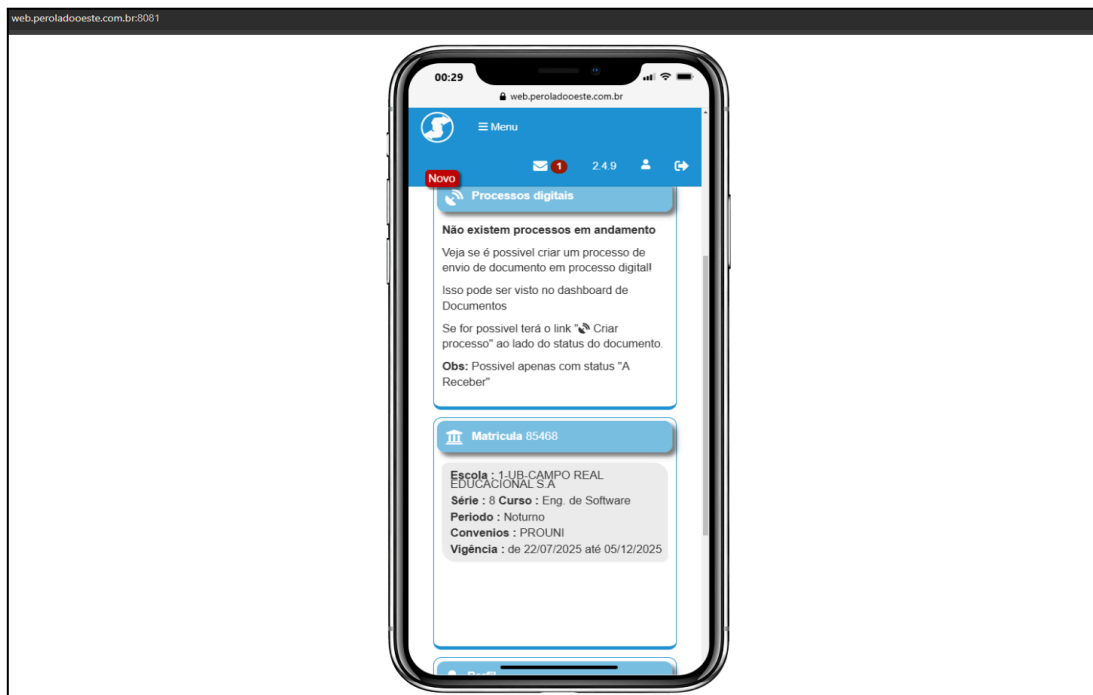 web.peroladooeste.com.br:8081
00:29
web.peroladooeste.com.br
Menu
1
2.4.9
Novo
Processos digitais
Não existem processos em andamento
Veja se é possivel criar um processo de
envio de documento em processo digital!
Isso pode ser visto no dashboard de
Documentos
Se for possivel terá o link " Criar
processo" ao lado do status do documento.
Obs: Possivel apenas com status "A
Receber"
Matricula 85468
Escola : 1-UB-CAMPO REAL
EDUCACIONAL S.A
Série : 8 Curso : Eng. de Software
Periodo : Noturno
Convenios : PROUNI
Vigência : de 22/07/2025 até 05/12/2025